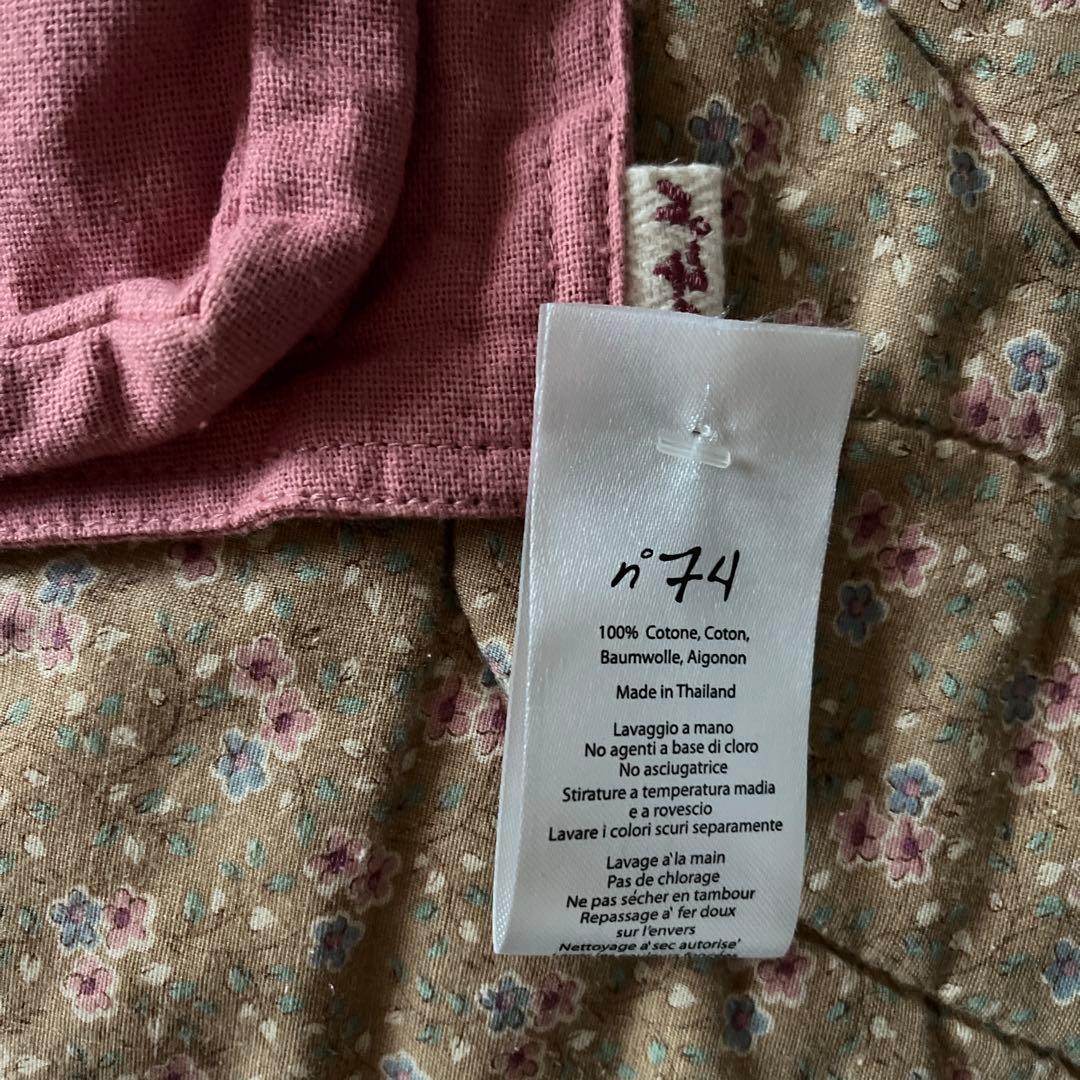 n°74
100% Cotone, Coton,
Baumwolle, Aigonon
Made in Thailand
Lavaggio a mano
No agenti a base di cloro
No asciugatrice
Stirature a temperatura madia
e a rovescio
Lavare i colori scuri separamente
Lavage a`la main
Pas de chlorage
Ne pas sécher en tambour
Repassage a` fer doux
sur l'envers
Nettoyage a`sec autorise'